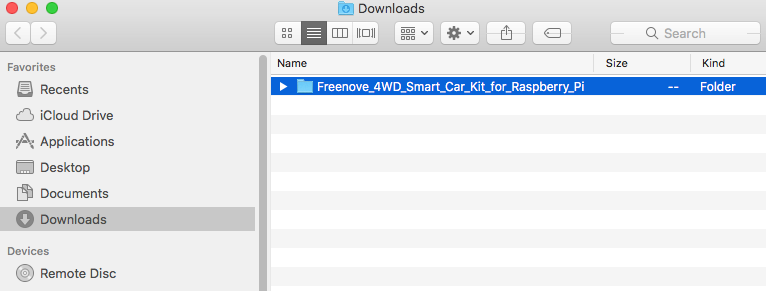 Downloads
Search
Favorites
Recents
iCloud Drive
Applications
Desktop
Documents
Downloads
Devices
Remote Disc
Name Size Kind
Freenove_4WD_Smart_Car_Kit_for_Raspberry_Pi -- Folder